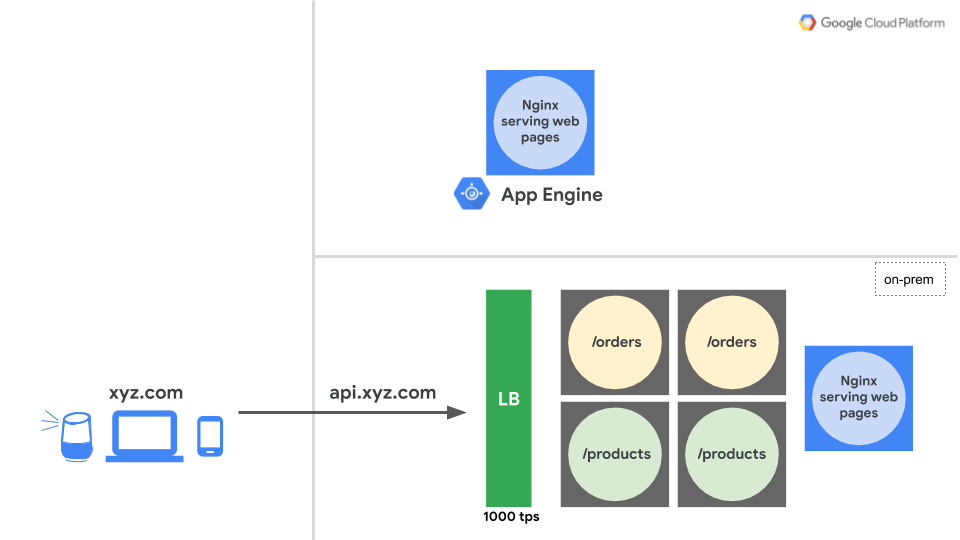 Google Cloud Platform
Nginx
serving web
pages
App Engine
on-prem
xyz.com
api.xyz.com
LB
1000 tps
/orders
/orders
/products
/products
Nginx
serving web
pages